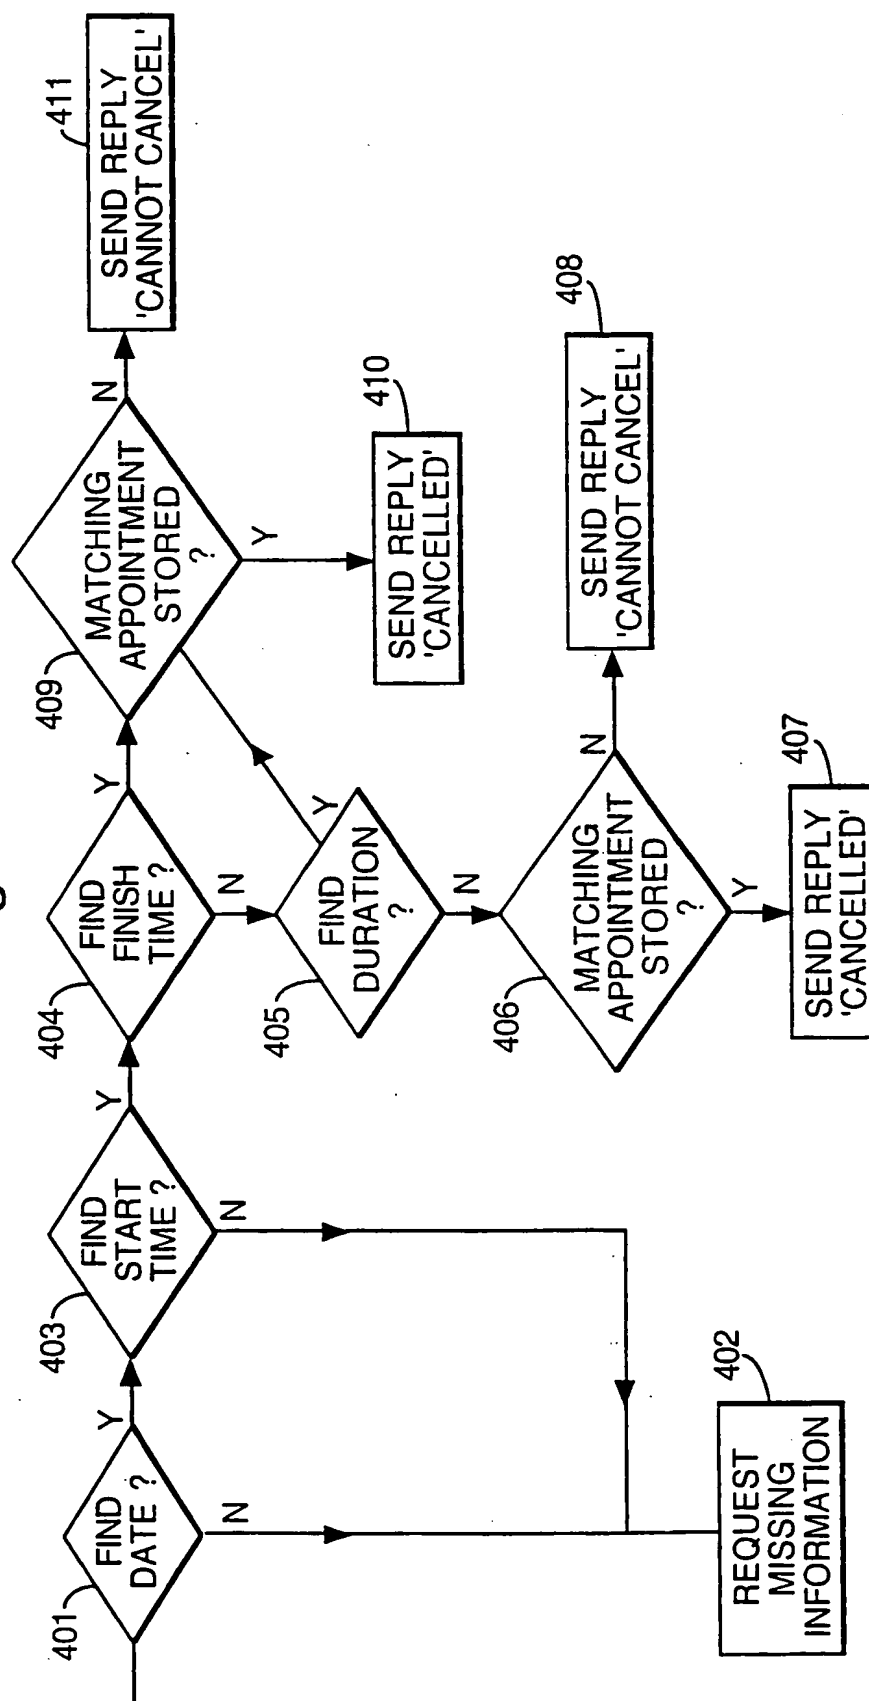 401
FIND
DATE ?
Y
N
403
FIND
START
TIME ?
Y
N
402
REQUEST
MISSING
INFORMATION
404
FIND
FINISH
TIME ?
Y
N
405
FIND
DURATION
?
Y
N
406
MATCHING
APPOINTMENT
STORED
?
N
Y
407
SEND REPLY
'CANCELLED'
408
SEND REPLY
'CANNOT CANCEL'
409
MATCHING
APPOINTMENT
STORED
?
N
Y
410
SEND REPLY
'CANCELLED'
411
SEND REPLY
'CANNOT CANCEL'